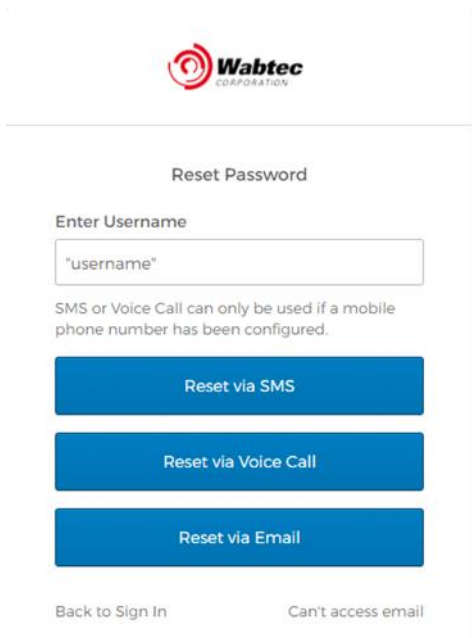 Wabtec
CORPORATION
Reset Password
Enter Username
"username"
SMS or Voice Call can only be used if a mobile
phone number has been configured.
Reset via SMS
Reset via Voice Call
Reset via Email
Back to Sign In Can't access email